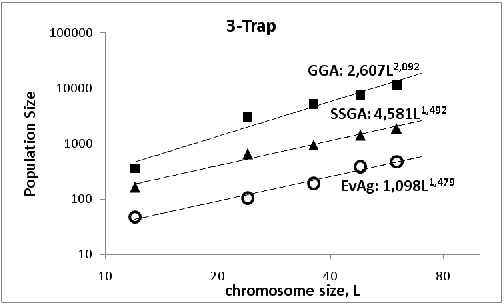 3-Trap
Population Size
100000
10000
1000
100
10
GGA: 2,607L^2,092
SSGA: 4,581L^1,492
EvAg: 1,098L^1,479
10 20 40 80
chromosome size, L